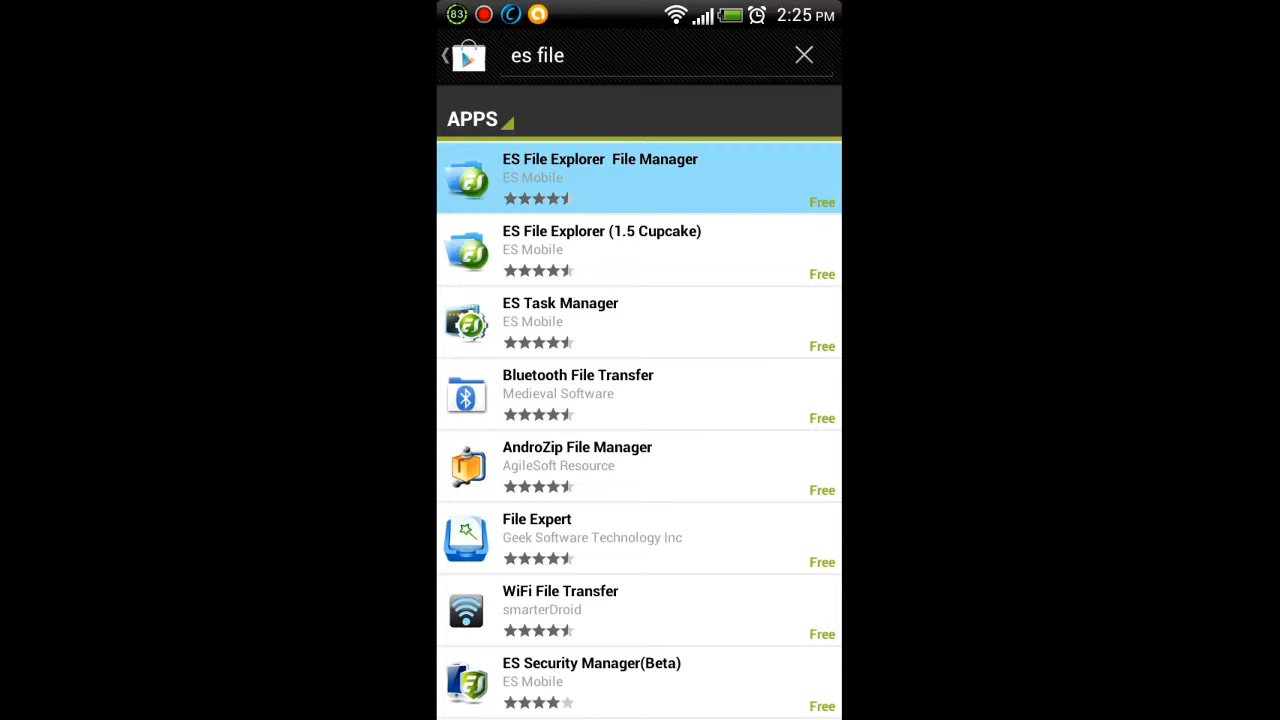 83
2:25 PM
es file
APPS
ES File Explorer  File Manager
ES Mobile
Free
ES File Explorer (1.5 Cupcake)
ES Mobile
Free
ES Task Manager
ES Mobile
Free
Bluetooth File Transfer
Medieval Software
Free
AndroZip File Manager
AgileSoft Resource
Free
File Expert
Geek Software Technology Inc
Free
WiFi File Transfer
smarterDroid
Free
ES Security Manager(Beta)
ES Mobile
Free